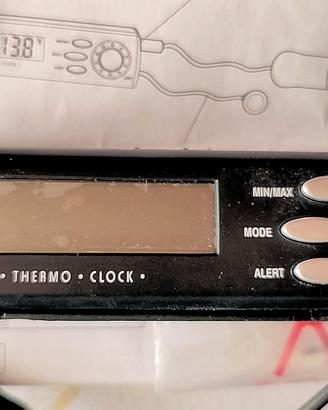 138 V
MIN/MAX
MODE
• THERMO • CLOCK •
ALERT